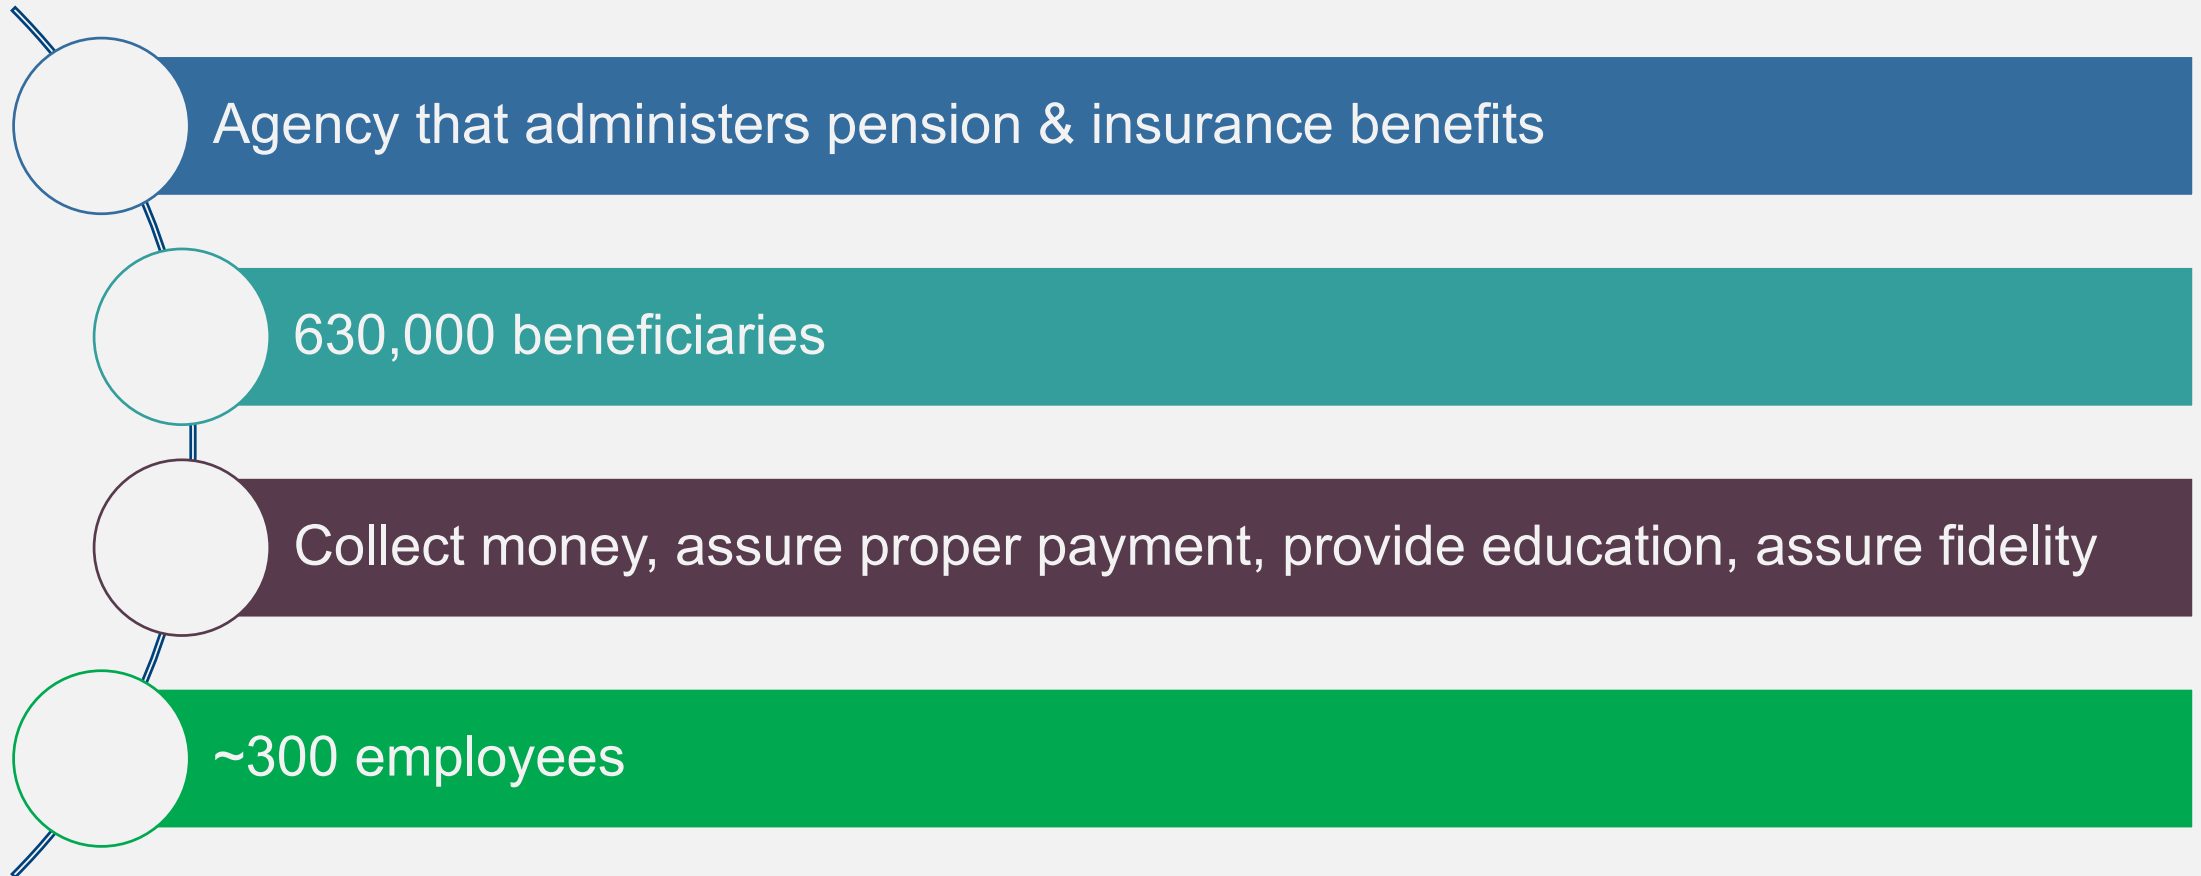 Agency that administers pension & insurance benefits
630,000 beneficiaries
Collect money, assure proper payment, provide education, assure fidelity
~300 employees